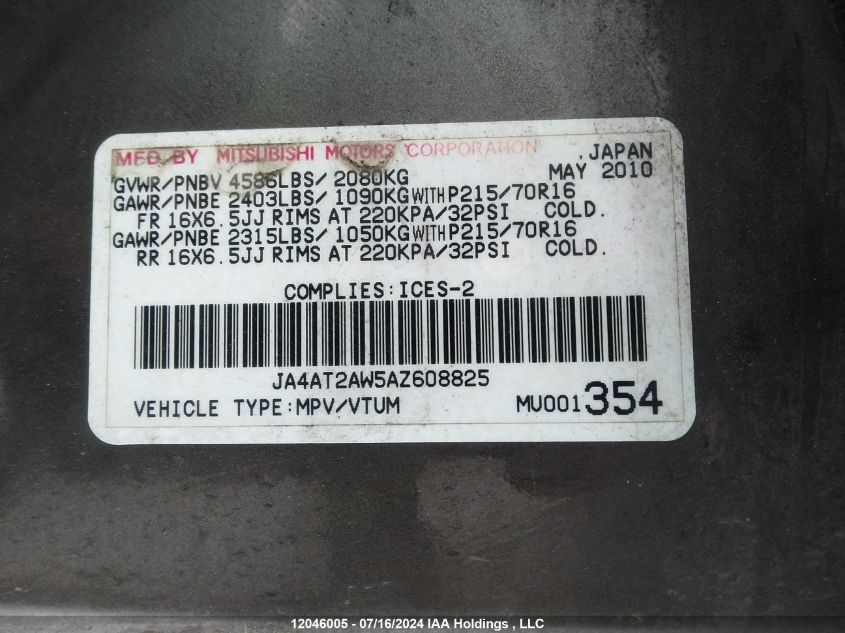 MFD. BY MITSUBISHI MOTORS CORPORATION , JAPAN
GVWR/PNBV 4586LBS/ 2080KG MAY 2010
GAWR/PNBE 2403LBS/ 1090KG WITH P215/70R16
FR 16X6.5JJ RIMS AT 220KPA/32PSI COLD.
GAWR/PNBE 2315LBS/ 1050KG WITH P215/70R16
RR 16X6.5JJ RIMS AT 220KPA/32PSI COLD.
COMPLIES:ICES-2
JA4AT2AW5AZ608825
VEHICLE TYPE:MPV/VTUM MU001354
12046005 - 07/16/2024 IAA Holdings , LLC